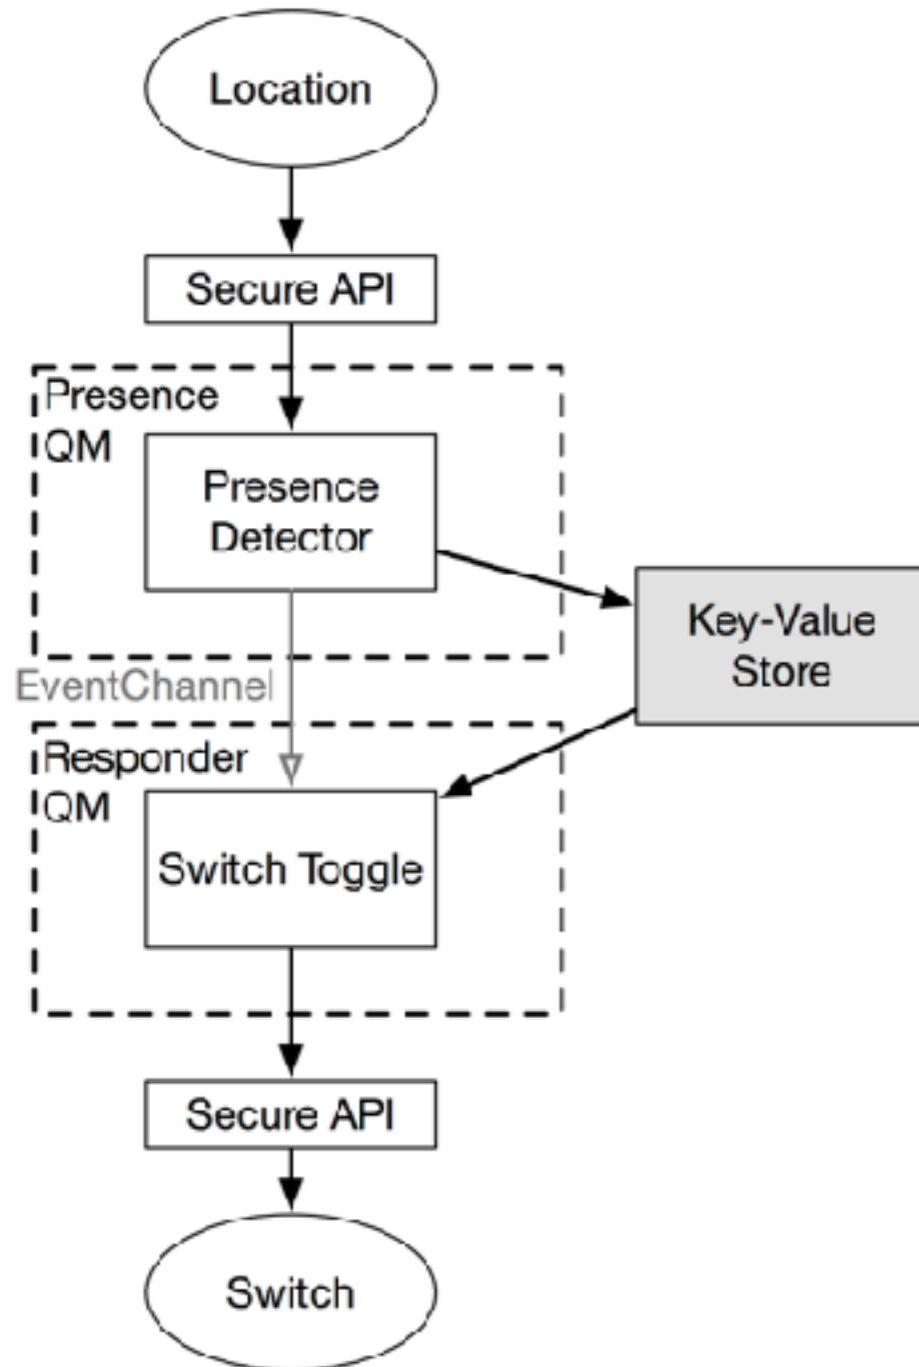 Location
Secure API
Presence
QM
Presence
Detector
Key-Value
Store
EventChannel
Responder
QM
Switch Toggle
Secure API
Switch